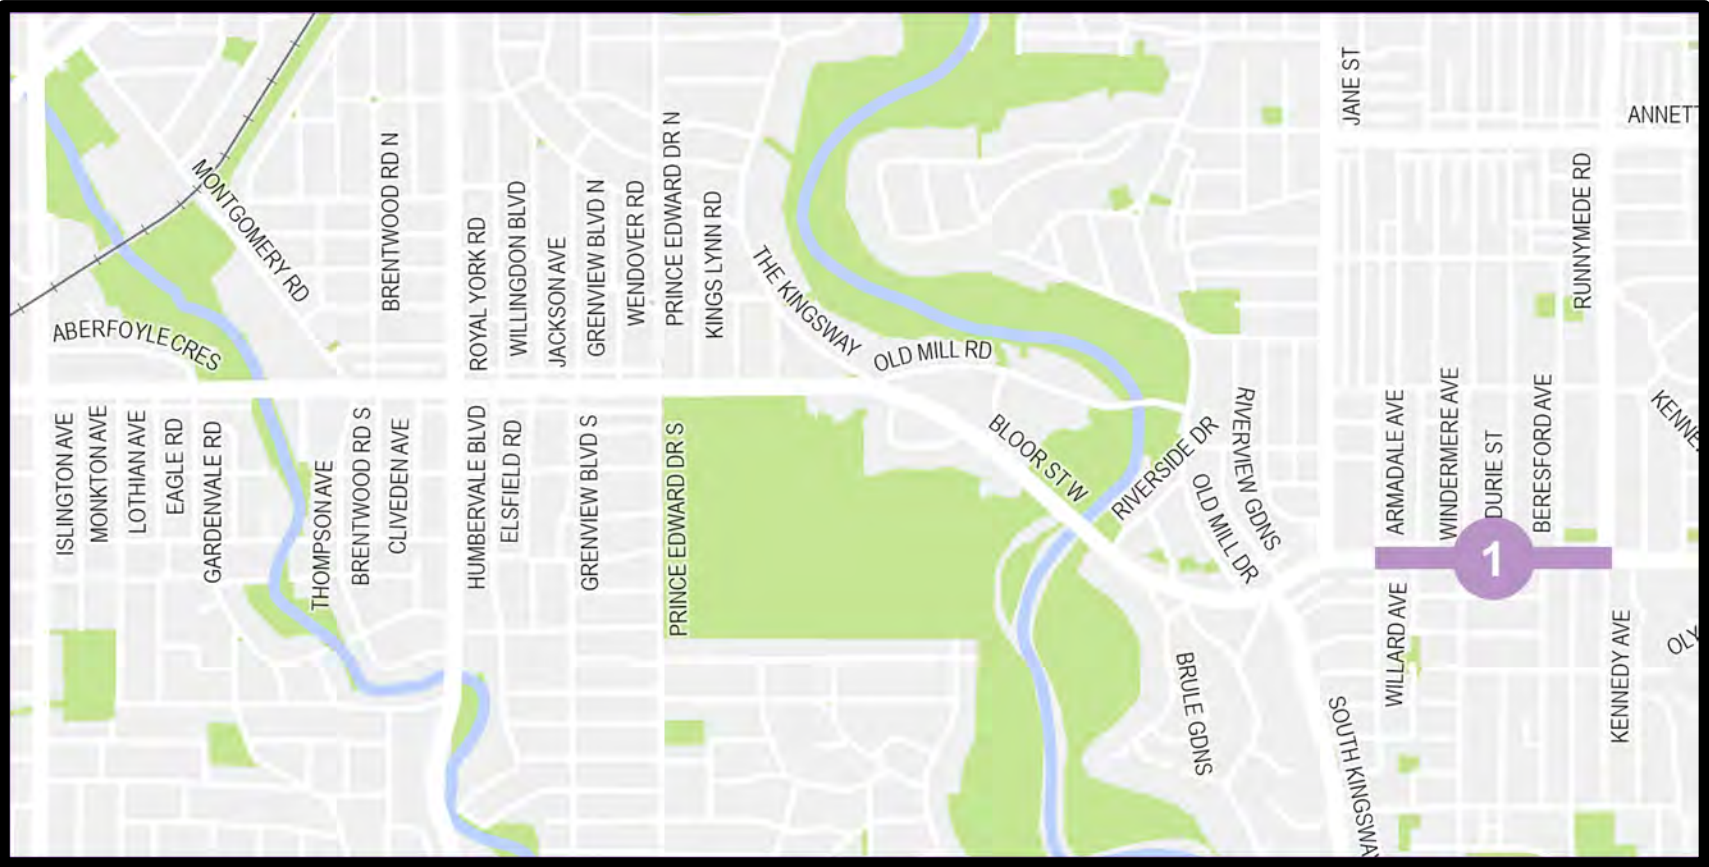 JANE ST
ANNETT
MONTGOMERY RD
BRENTWOOD RD N
ROYAL YORK RD
WILLINGDON BLVD
JACKSON AVE
GRENVIEW BLVD N
WENDOVER RD
PRINCE EDWARD DR N
KINGS LYNN RD
RUNNYMEDE RD
THE KINGSWAY
ABERFOYLE CRES
OLD MILL RD
ISLINGTON AVE
MONKTON AVE
LOTHIAN AVE
EAGLE RD
GARDENVALE RD
THOMPSON AVE
BRENTWOOD RD S
CLIVEDEN AVE
HUMBERVALE BLVD
ELSFIELD RD
GRENVIEW BLVD S
PRINCE EDWARD DR S
BLOOR ST W
RIVERSIDE DR
RIVERVIEW GDNS
OLD MILL DR
ARMADALE AVE
WINDERMERE AVE
DURIE ST
BERESFORD AVE
KENNE
1
WILLARD AVE
KENNEDY AVE
OLY
BRULE GDNS
SOUTH KINGSWAY